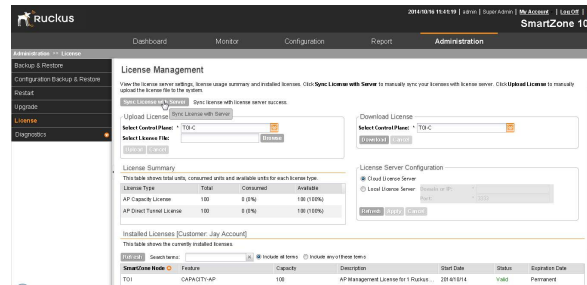 Ruckus
2014/10/16 11:41:19 | admin | Super Admin | My Account | Log Off |
SmartZone 10
Dashboard Monitor Configuration Report Administration
Administration >> License
Backup & Restore
Configuration Backup & Restore
Restart
Upgrade
License
Diagnostics
License Management
View the license server settings, license usage summary and installed licenses. Click Sync License with Server to manually sync your licenses with license server. Click Upload License to manually
upload the license file to the system.
Sync License with Server Sync license with license server success.
Sync License with Server
Upload License
Select Control Plane: * TOI-C
Select License File: Browse
Upload Cancel
Download License
Select Control Plane: * TOI-C
Download Cancel
License Summary
This table shows total units, consumed units and available units for each license type.
License Type Total Consumed Available
AP Capacity License 100 0 (0%) 100 (100%)
AP Direct Tunnel License 100 0 (0%) 100 (100%)
License Server Configuration
Cloud License Server
Local License Server: Domain or IP: *
Port: *
Refresh Apply Cancel
Installed Licenses [Customer: Jay Account]
This table shows the currently installed licenses.
Refresh Search terms: x Include all terms Include any of these terms
SmartZone Node Feature Capacity Description Start Date Status Expiration Date
TOI CAPACITY-AP 100 AP Management License for 1 Ruckus... 2014/10/14 Valid Permanent